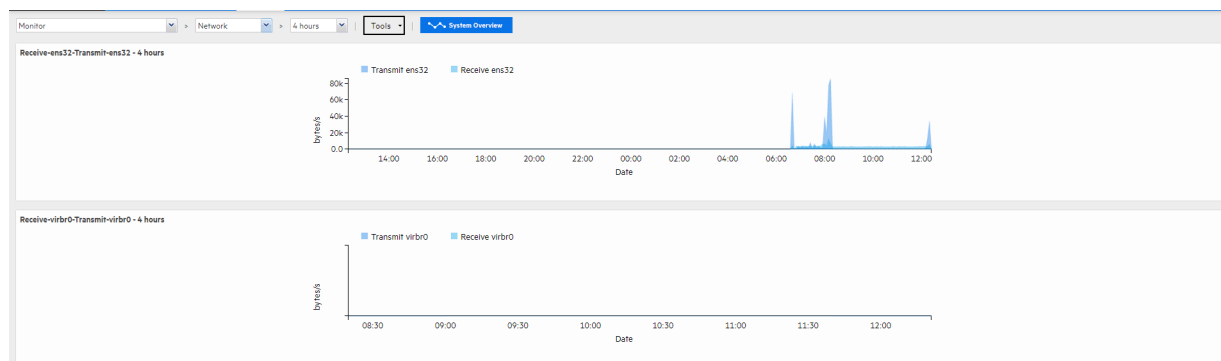 Monitor > Network > 4 hours | Tools | System Overview
Receive-ens32-Transmit-ens32 - 4 hours
Transmit ens32 Receive ens32
80k
60k
40k
20k
0.0
bytes/s
14:00 16:00 18:00 20:00 22:00 00:00 02:00 04:00 06:00 08:00 10:00 12:00
Date
Receive-virbr0-Transmit-virbr0 - 4 hours
Transmit virbr0 Receive virbr0
bytes/s
08:30 09:00 09:30 10:00 10:30 11:00 11:30 12:00
Date